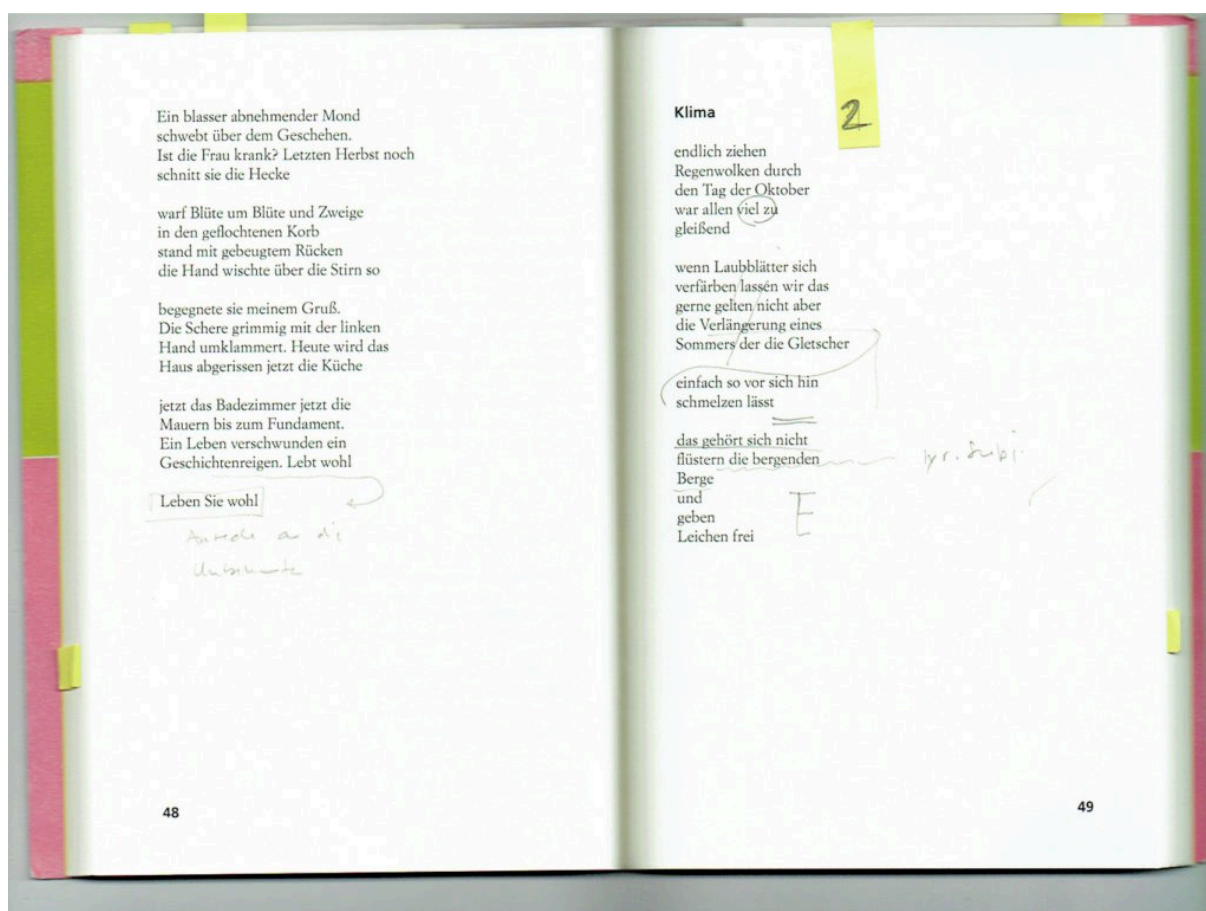 Ein blasser abnehmender Mond
schwebt über dem Geschehen.
Ist die Frau krank? Letzten Herbst noch
schnitt sie die Hecke
warf Blüte um Blüte und Zweige
in den geflochtenen Korb
stand mit gebeugtem Rücken
die Hand wischte über die Stirn so
begegnete sie meinem Gruß.
Die Schere grimmig mit der linken
Hand umklammert. Heute wird das
Haus abgerissen jetzt die Küche
jetzt das Badezimmer jetzt die
Mauern bis zum Fundament.
Ein Leben verschwunden ein
Geschichtenreigen. Lebt wohl
Leben Sie wohl
Anrede an die
48
2
Klima
endlich ziehen
Regenwolken durch
den Tag der Oktober
war allen viel zu
gleißend
wenn Laubblätter sich
verfärben lassen wir das
gerne gelten nicht aber
die Verlängerung eines
Sommers der die Gletscher
einfach so vor sich hin
schmelzen lässt
das gehört sich nicht
flüstern die bergenden
Berge
und
geben
Leichen frei
lyr. Subj.
E
49